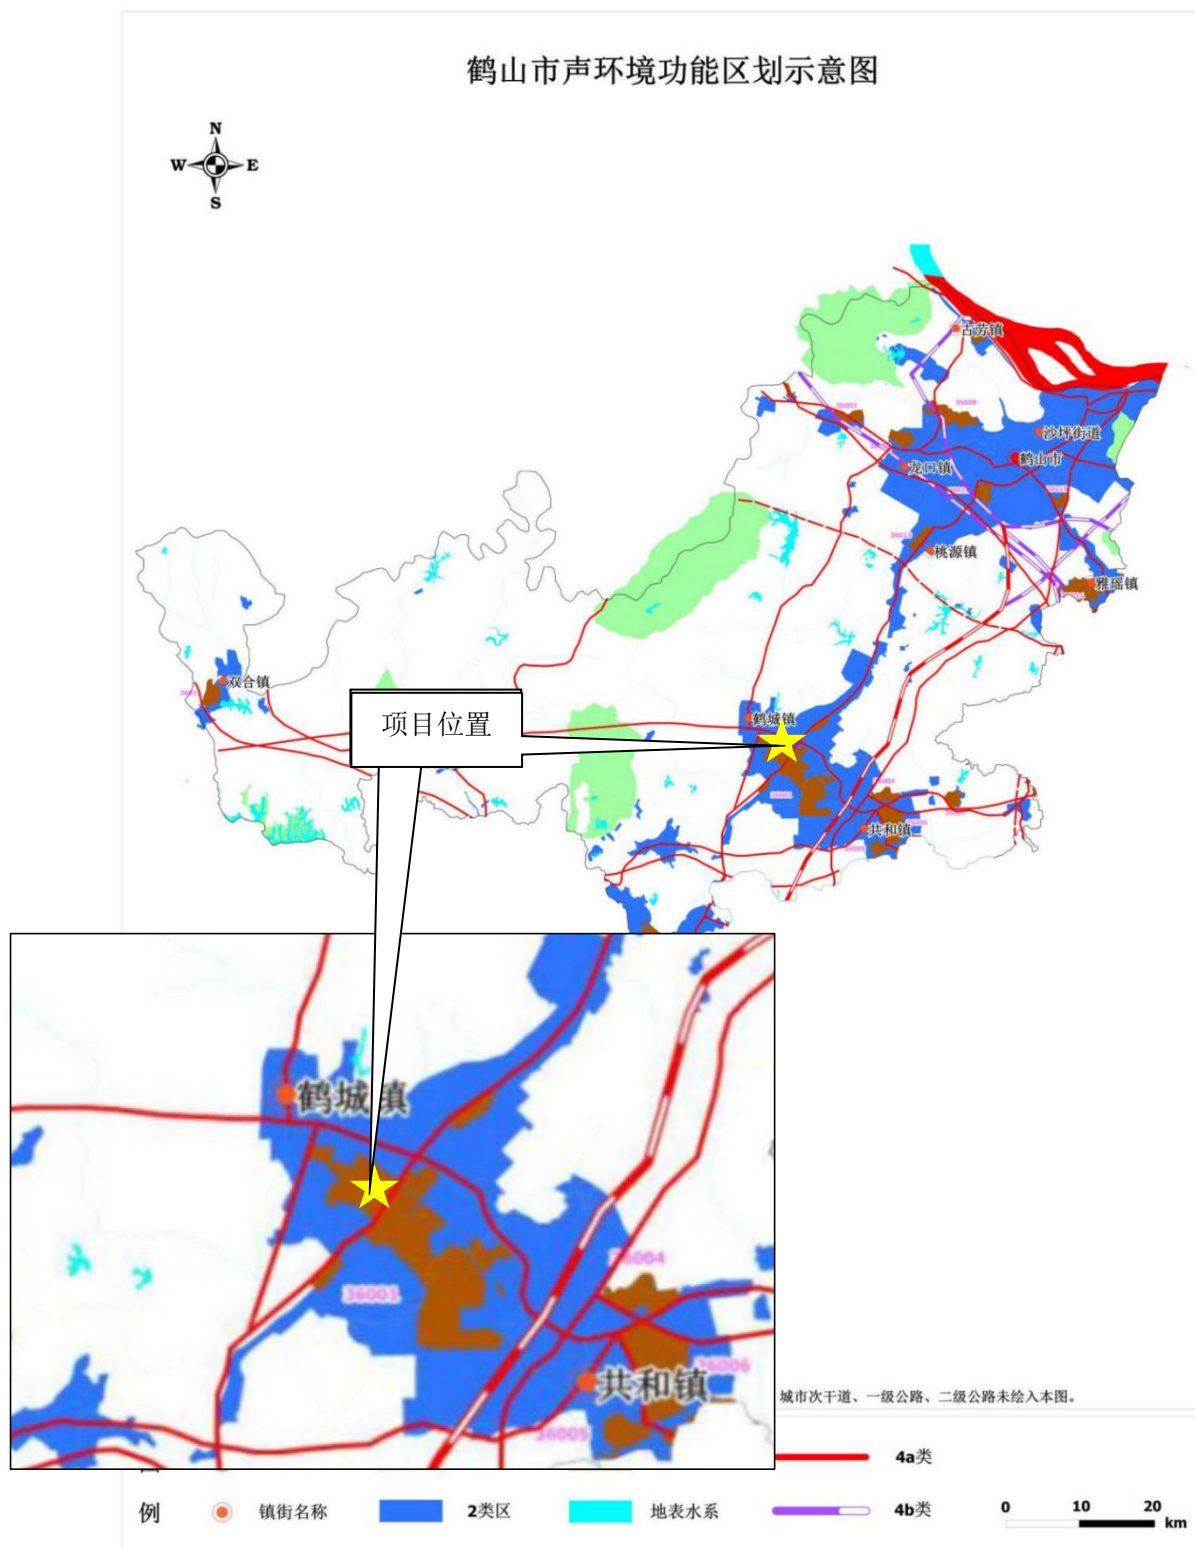 鹤山市声环境功能区划示意图
N
W E
S
古劳镇
36003
36008
沙坪街道
鹤山市
龙口镇
桃源镇
雅瑶镇
双合镇
鹤城镇
项目位置
36001
共和镇
36005
鹤城镇
36004
36001
36006
共和镇
36005
城市次干道、一级公路、二级公路未绘入本图。
4a类
例 镇街名称 2类区 地表水系 4b类 0 10 20 km